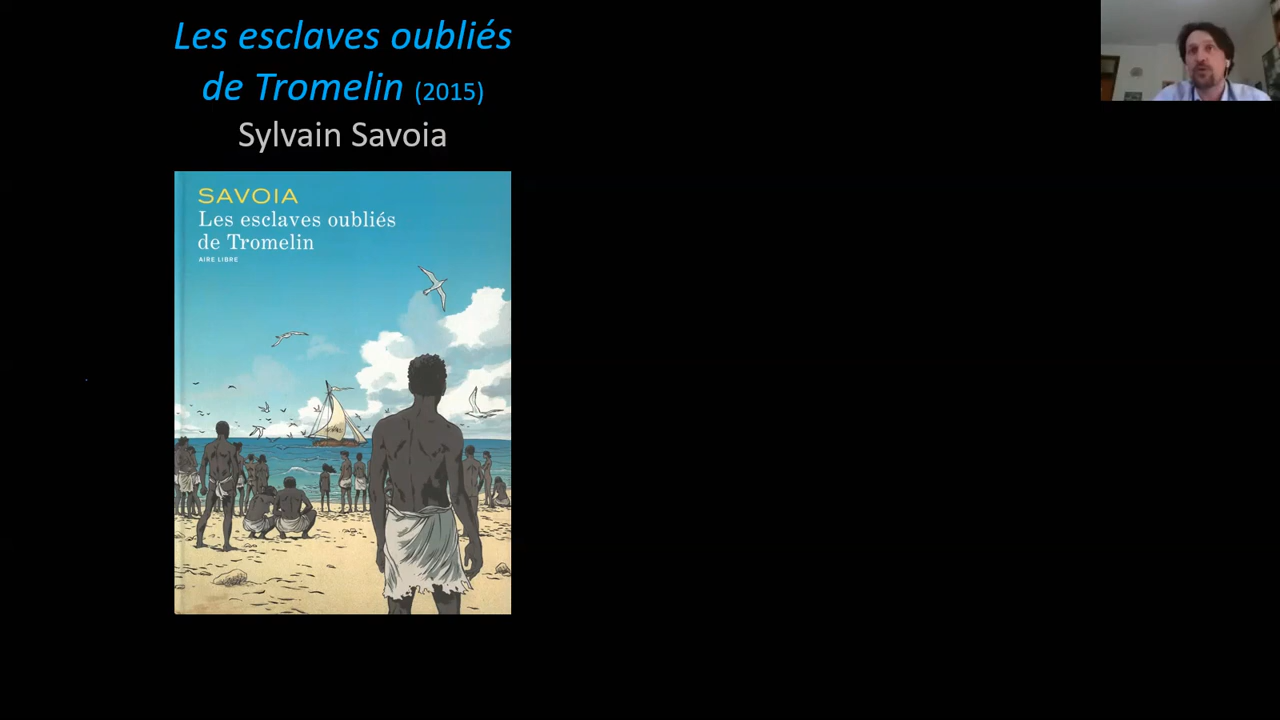 Les esclaves oubliés
de Tromelin (2015)
Sylvain Savoia
SAVOIA
Les esclaves oubliés
de Tromelin
AIRE LIBRE